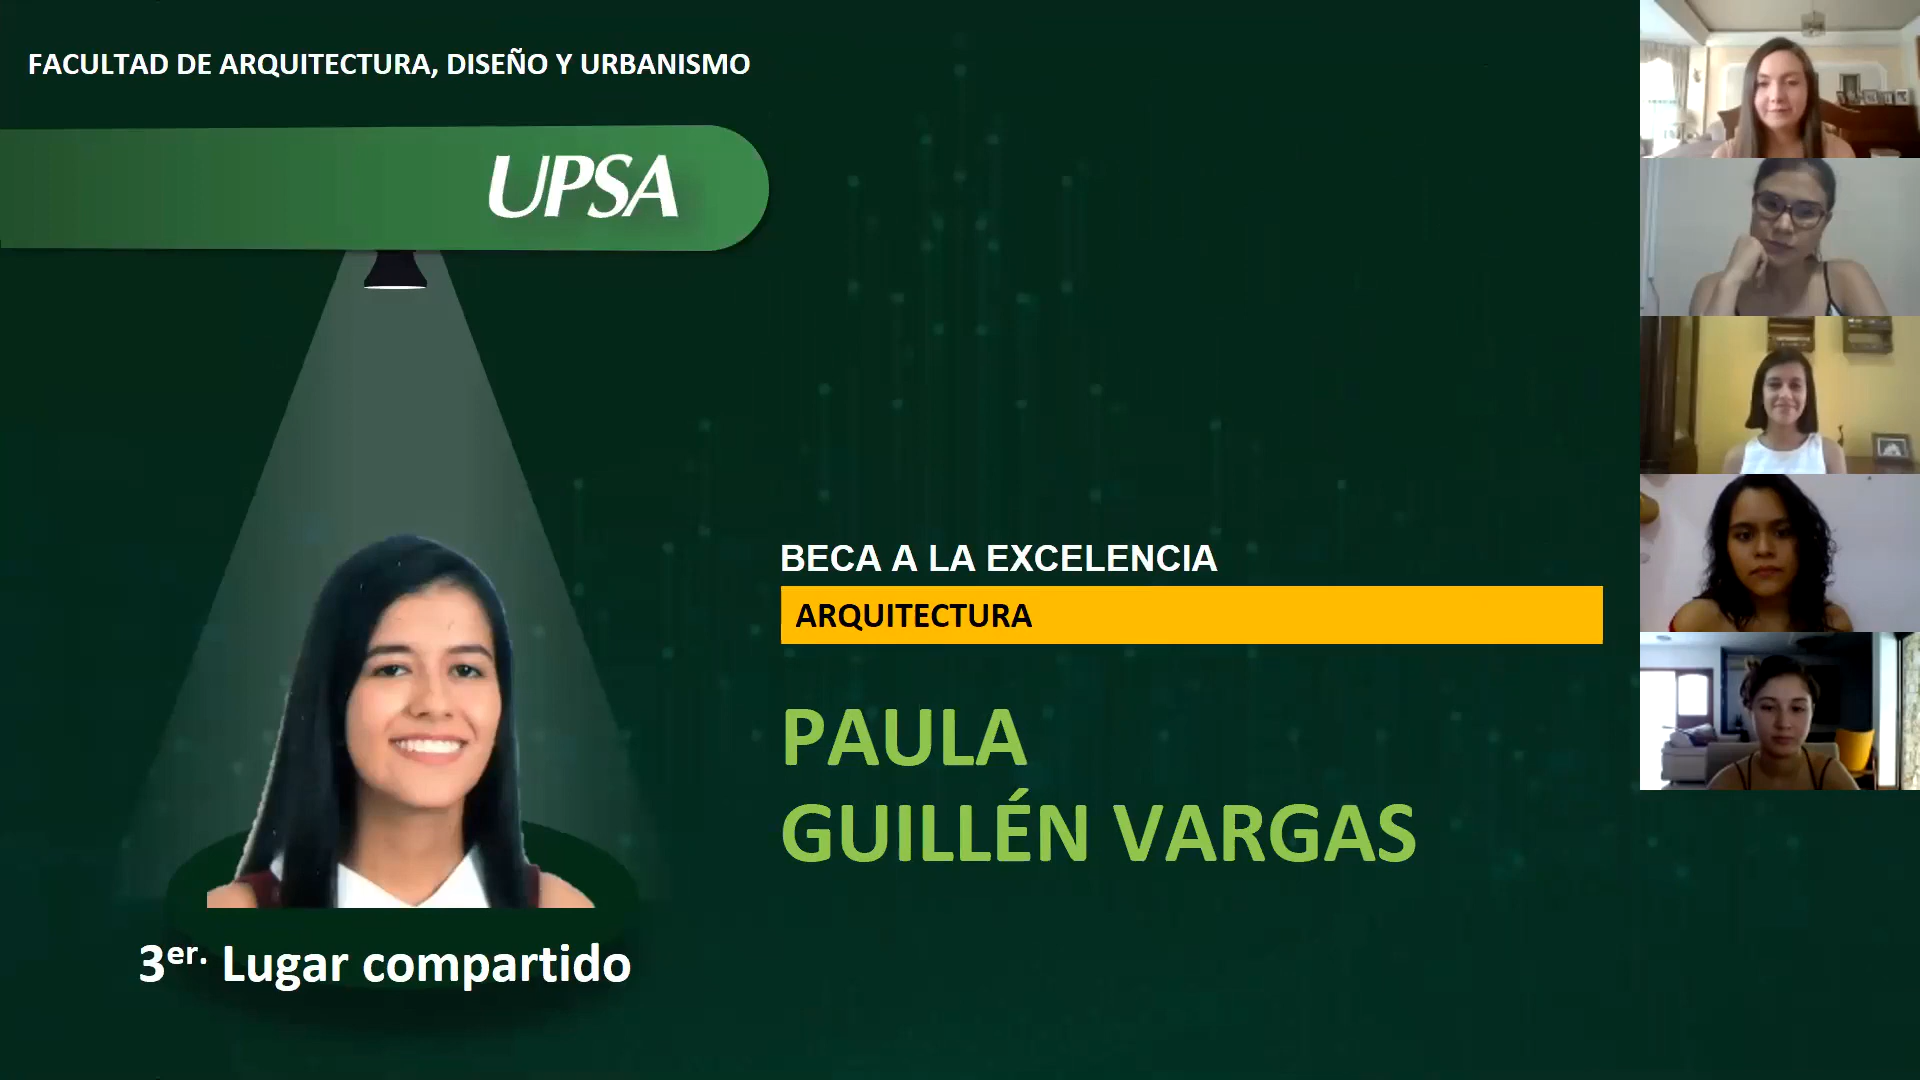 FACULTAD DE ARQUITECTURA, DISEÑO Y URBANISMO
UPSA
BECA A LA EXCELENCIA
ARQUITECTURA
PAULA
GUILLÉN VARGAS
3er. Lugar compartido